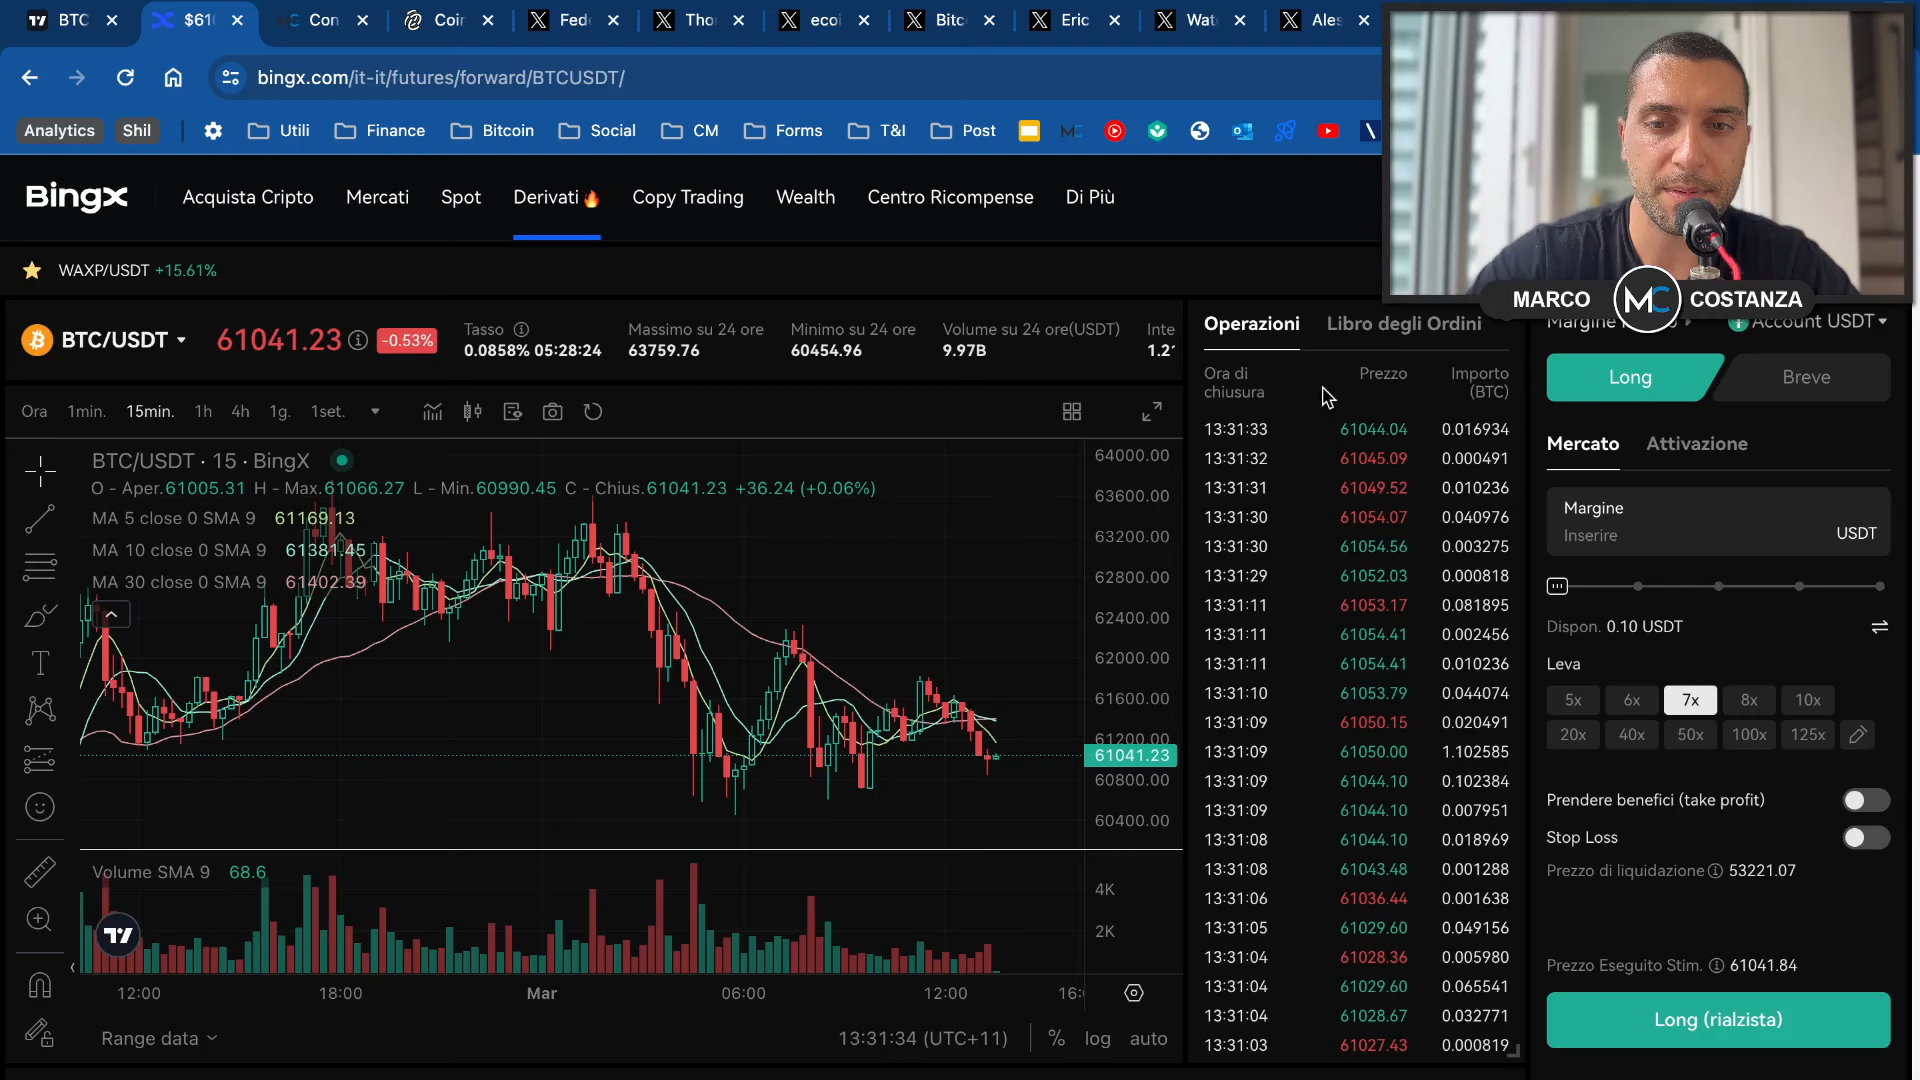 BTC
$61(
Con
Coin
Fede
Tho
ecoi
Bitc
Eric
Wat
Ales
bingx.com/it-it/futures/forward/BTCUSDT/
Analytics
Shil
Utili
Finance
Bitcoin
Social
CM
Forms
T&I
Post
BingX
Acquista Cripto
Mercati
Spot
Derivati
Copy Trading
Wealth
Centro Ricompense
Di Più
MARCO MC COSTANZA
WAXP/USDT +15.61%
BTC/USDT
61041.23
-0.53%
Tasso
0.0858% 05:28:24
Massimo su 24 ore
63759.76
Minimo su 24 ore
60454.96
Volume su 24 ore(USDT)
9.97B
Inte
Ora 1min. 15min. 1h 4h 1g. 1set.
BTC/USDT · 15 · BingX
O - Aper.61005.31 H - Max.61066.27 L - Min.60990.45 C - Chius.61041.23 +36.24 (+0.06%)
MA 5 close 0 SMA 9 61169.13
MA 10 close 0 SMA 9 61381.45
MA 30 close 0 SMA 9 61402.39
64000.00
63600.00
63200.00
62800.00
62400.00
62000.00
61600.00
61200.00
61041.23
60800.00
60400.00
Volume SMA 9 68.6
4K
2K
12:00 18:00 Mar 06:00 12:00 16:
Range data
13:31:34 (UTC+11)
% log auto
Operazioni Libro degli Ordini
Ora di chiusura Prezzo Importo (BTC)
13:31:33 61044.04 0.016934
13:31:32 61045.09 0.000491
13:31:31 61049.52 0.010236
13:31:30 61054.07 0.040976
13:31:30 61054.56 0.003275
13:31:29 61052.03 0.000818
13:31:11 61053.17 0.081895
13:31:11 61054.41 0.002456
13:31:11 61054.41 0.010236
13:31:10 61053.79 0.044074
13:31:09 61050.15 0.020491
13:31:09 61050.00 1.102585
13:31:09 61044.10 0.102384
13:31:09 61044.10 0.007951
13:31:08 61044.10 0.018969
13:31:08 61043.48 0.001288
13:31:06 61036.44 0.001638
13:31:05 61029.60 0.049156
13:31:04 61028.36 0.005980
13:31:04 61029.60 0.065541
13:31:04 61028.67 0.032771
13:31:03 61027.43 0.000819
Account USDT
Long Breve
Mercato Attivazione
Margine
Inserire USDT
Dispon. 0.10 USDT
Leva
5x 6x 7x 8x 10x
20x 40x 50x 100x 125x
Prendere benefici (take profit)
Stop Loss
Prezzo di liquidazione 53221.07
Prezzo Eseguito Stim. 61041.84
Long (rialzista)